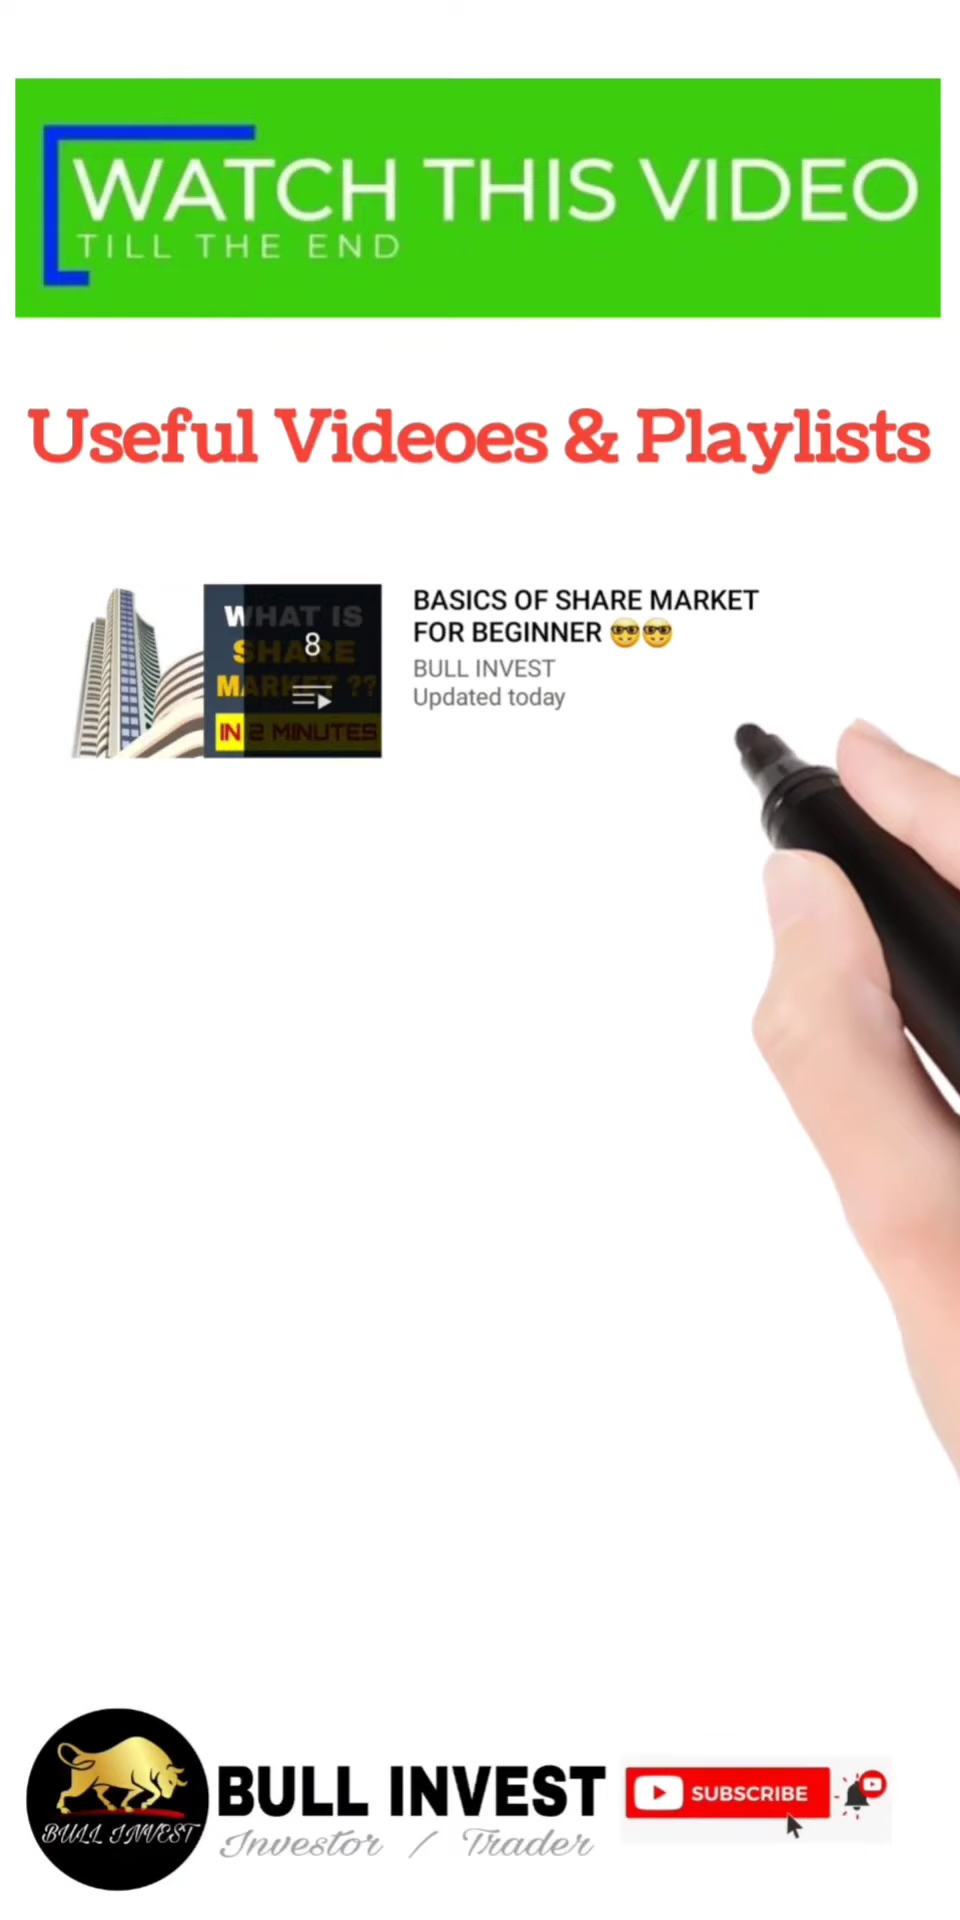 WATCH THIS VIDEO
TILL THE END
Useful Videoes & Playlists
WHAT IS
SHARE
MARKET ??
IN 2 MINUTES
8
BASICS OF SHARE MARKET
FOR BEGINNER 🤓🤓
BULL INVEST
Updated today
BULL INVEST
BULL INVEST
Investor / Trader
SUBSCRIBE